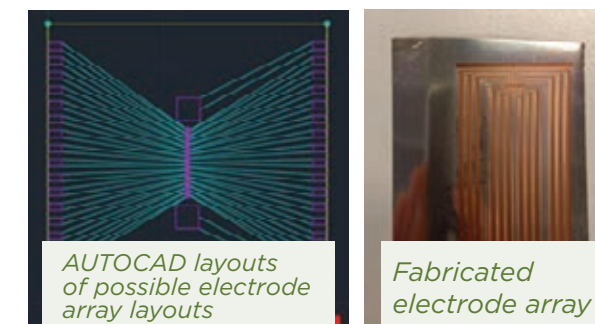 AUTOCAD layouts
of possible electrode
array layouts
Fabricated
electrode array